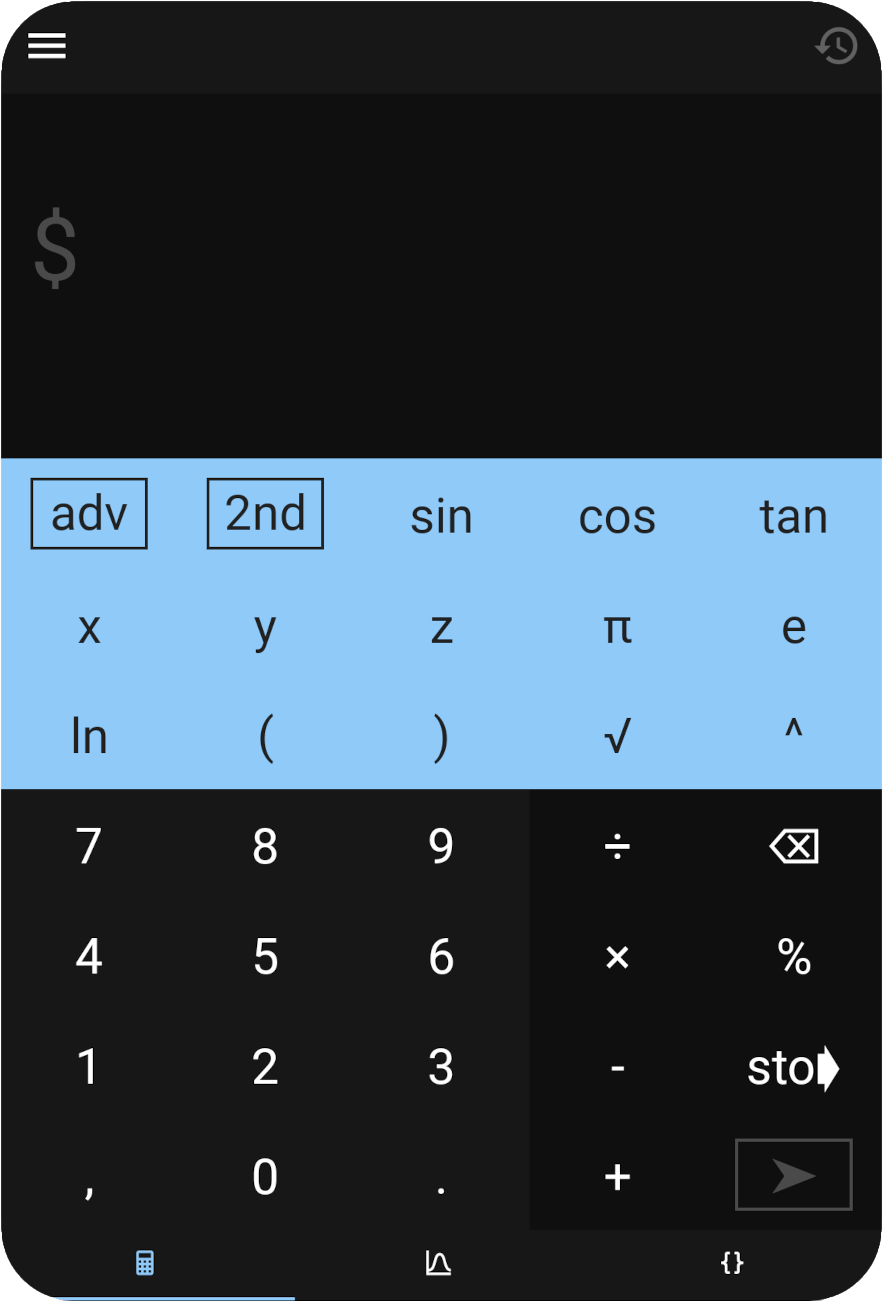 $
adv 2nd sin cos tan
x y z π e
ln ( ) √ ^
7 8 9 ÷
4 5 6 × %
1 2 3 - sto
, 0 . +
{}